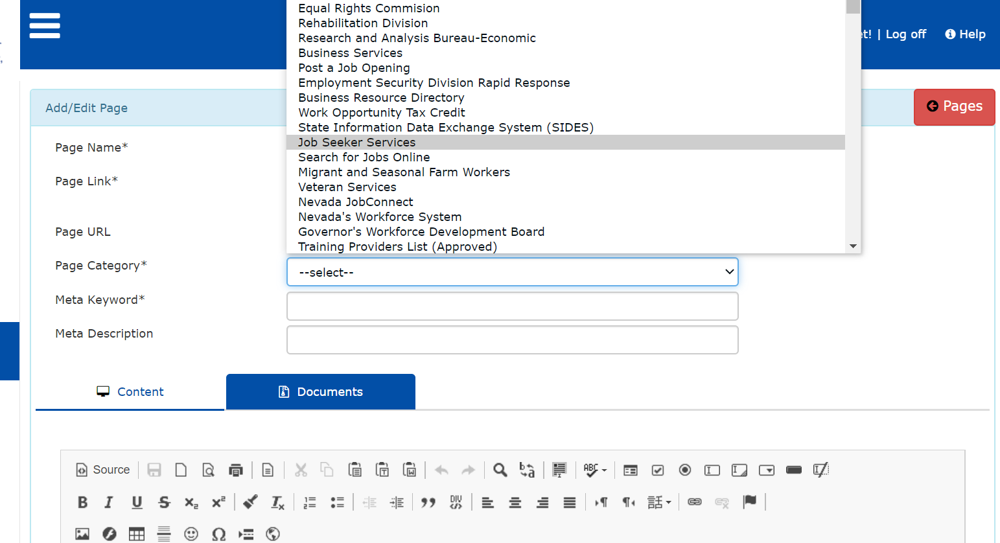 Equal Rights Commision
Rehabilitation Division
Research and Analysis Bureau-Economic
Business Services
Post a Job Opening
Employment Security Division Rapid Response
Business Resource Directory
Work Opportunity Tax Credit
State Information Data Exchange System (SIDES)
Job Seeker Services
Search for Jobs Online
Migrant and Seasonal Farm Workers
Veteran Services
Nevada JobConnect
Nevada's Workforce System
Governor's Workforce Development Board
Training Providers List (Approved)
| Log off Help
Add/Edit Page
Pages
Page Name*
Page Link*
Page URL
Page Category*
--select--
Meta Keyword*
Meta Description
Content Documents
Source